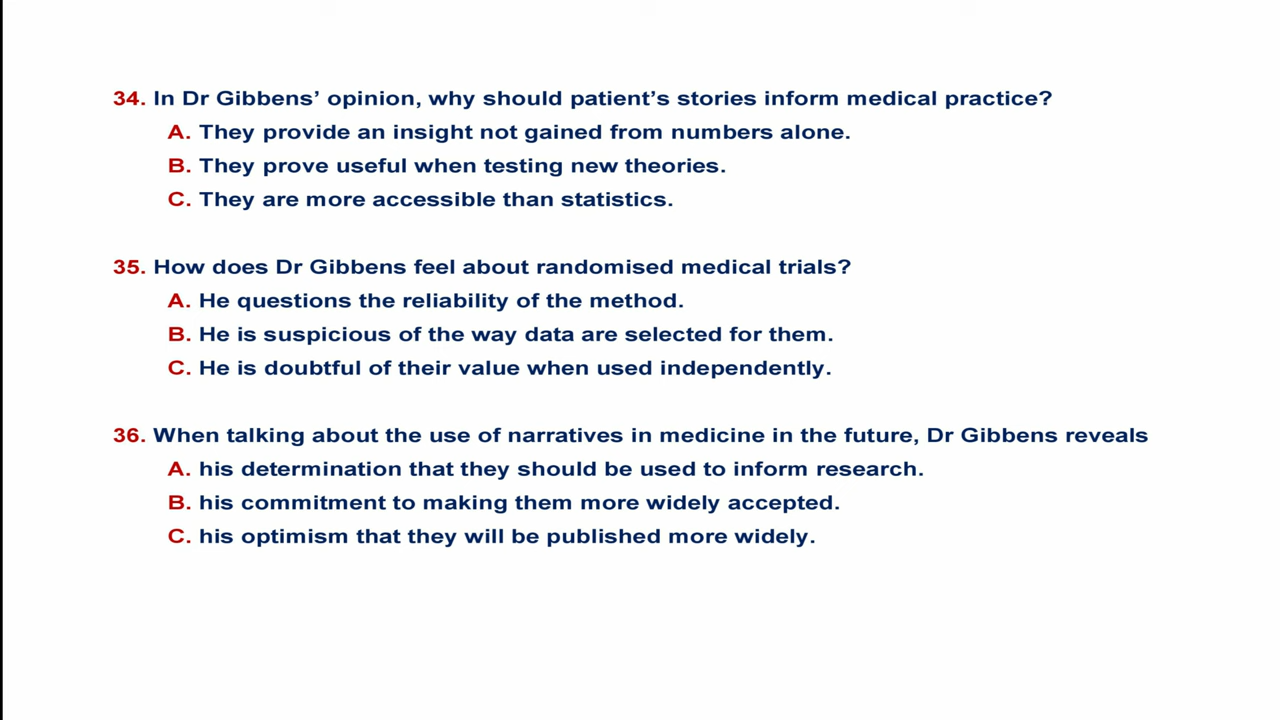 34. In Dr Gibbens’ opinion, why should patient’s stories inform medical practice?
A. They provide an insight not gained from numbers alone.
B. They prove useful when testing new theories.
C. They are more accessible than statistics.
35. How does Dr Gibbens feel about randomised medical trials?
A. He questions the reliability of the method.
B. He is suspicious of the way data are selected for them.
C. He is doubtful of their value when used independently.
36. When talking about the use of narratives in medicine in the future, Dr Gibbens reveals
A. his determination that they should be used to inform research.
B. his commitment to making them more widely accepted.
C. his optimism that they will be published more widely.